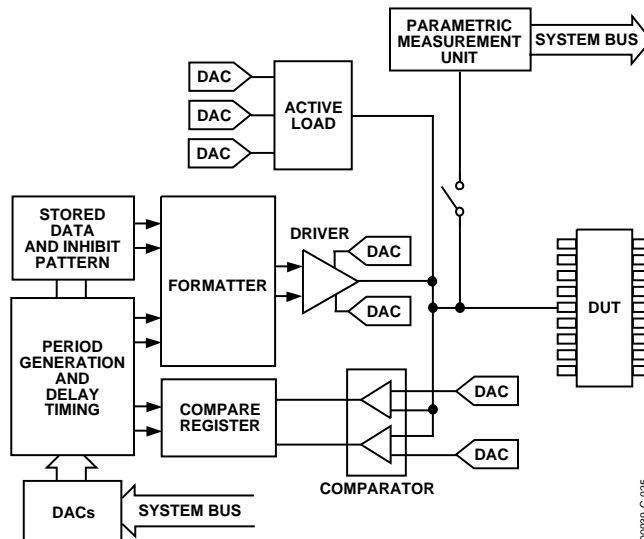 PARAMETRIC
MEASUREMENT
UNIT
SYSTEM BUS
DAC
DAC
DAC
ACTIVE
LOAD
STORED
DATA
AND INHIBIT
PATTERN
FORMATTER
DRIVER
DAC
DAC
DUT
PERIOD
GENERATION
AND
DELAY
TIMING
COMPARE
REGISTER
DAC
DAC
COMPARATOR
DACs
SYSTEM BUS